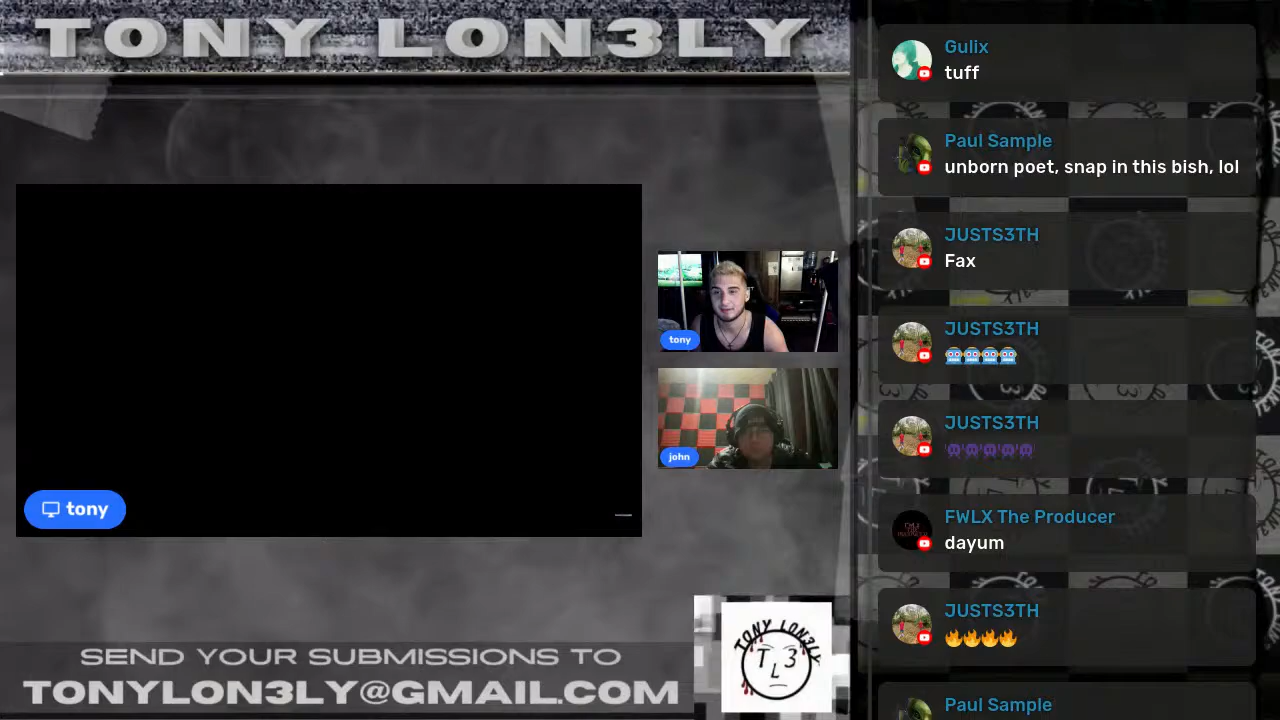 TONY LON3LY
Gulix
tuff
Paul Sample
unborn poet, snap in this bish, lol
JUSTS3TH
Fax
JUSTS3TH
JUSTS3TH
FWLX The Producer
dayum
JUSTS3TH
Paul Sample
tony
john
tony
SEND YOUR SUBMISSIONS TO
TONYLON3LY@GMAIL.COM
TONY LON3LY
TL3